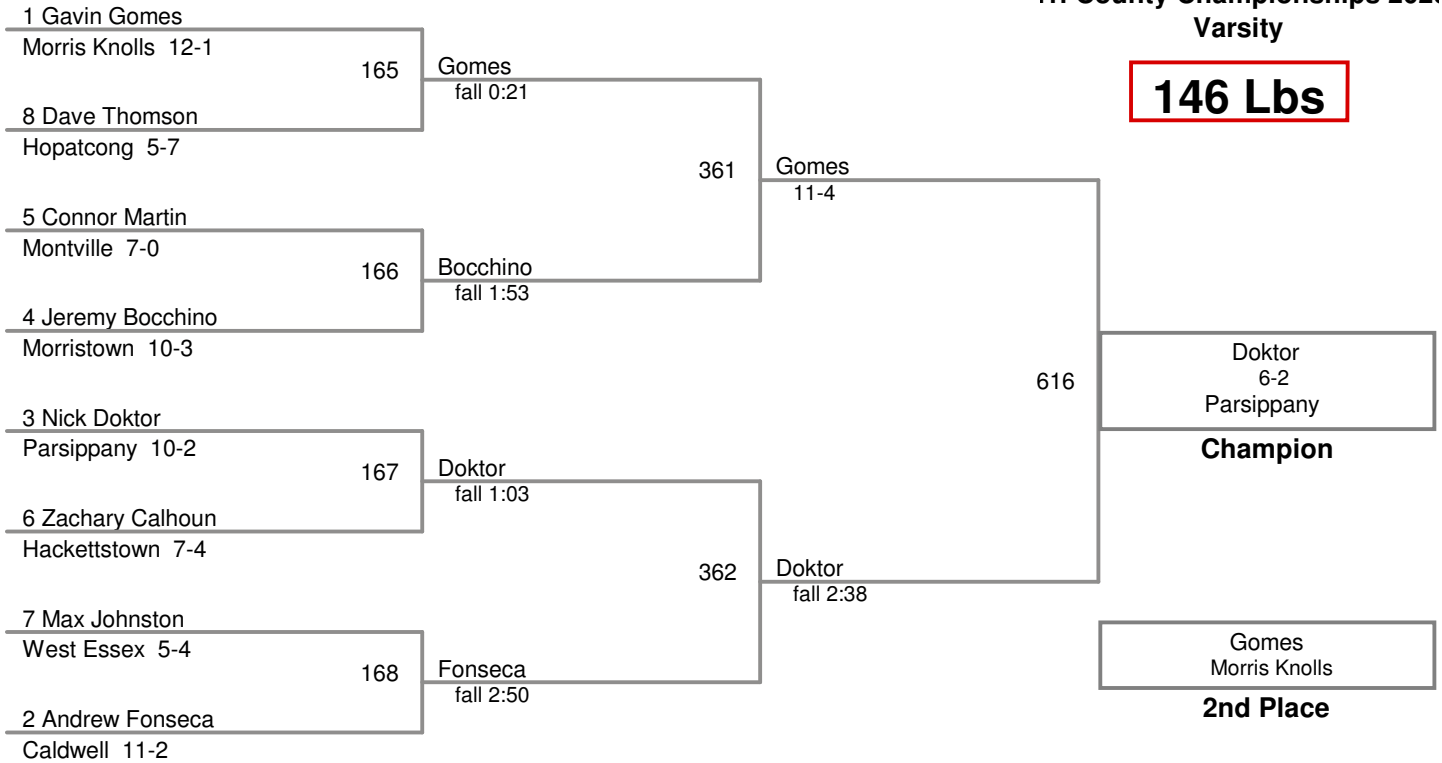 County Championships
Varsity
146 Lbs
1 Gavin Gomes
Morris Knolls 12-1
165
Gomes
fall 0:21
8 Dave Thomson
Hopatcong 5-7
361
Gomes
11-4
5 Connor Martin
Montville 7-0
166
Bocchino
fall 1:53
4 Jeremy Bocchino
Morristown 10-3
616
Doktor
6-2
Parsippany
Champion
3 Nick Doktor
Parsippany 10-2
167
Doktor
fall 1:03
6 Zachary Calhoun
Hackettstown 7-4
362
Doktor
fall 2:38
7 Max Johnston
West Essex 5-4
168
Fonseca
fall 2:50
2 Andrew Fonseca
Caldwell 11-2
Gomes
Morris Knolls
2nd Place